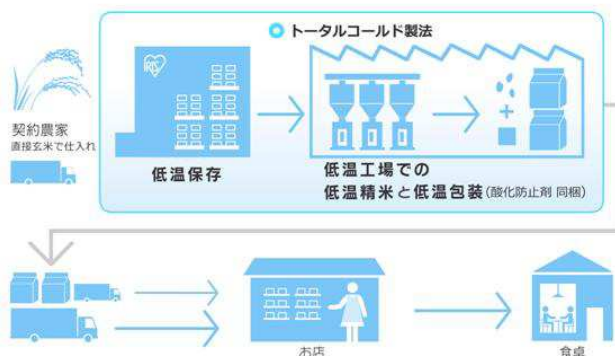 トータルコールド製法
IRIS
契約農家
直接玄米で仕入れ
低温保存
低温工場での
低温精米と低温包装(酸化防止剤 同梱)
お店
食卓